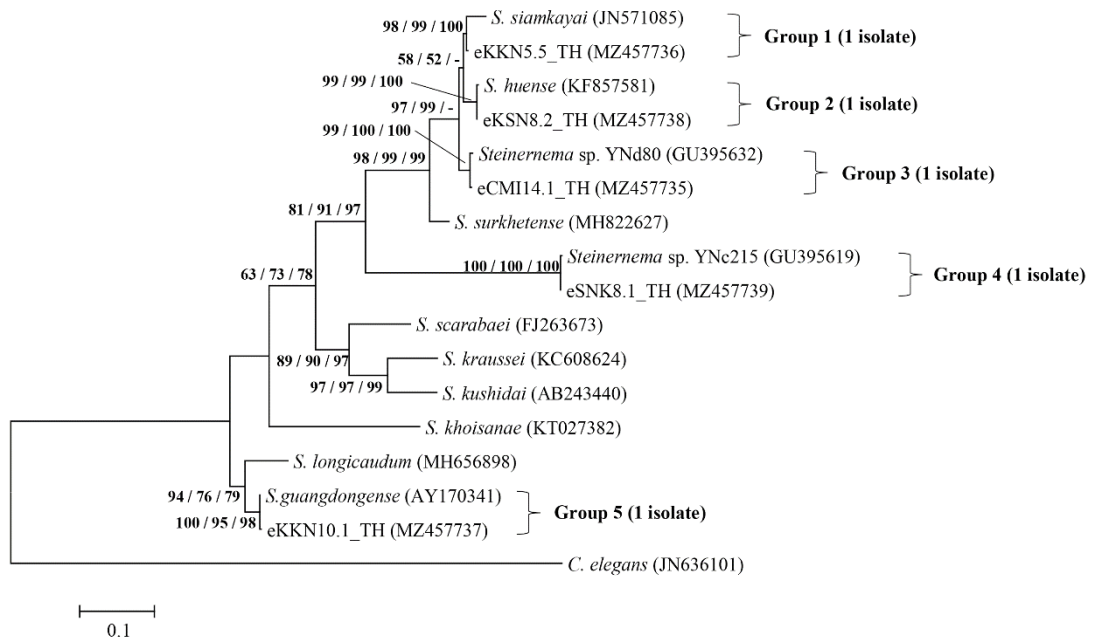 S. siamkayai (JN571085)
98 / 99 / 100
Group 1 (1 isolate)
eKKN5.5_TH (MZ457736)
58 / 52 / -
99 / 99 / 100
S. huense (KF857581)
Group 2 (1 isolate)
97 / 99 / -
eKSN8.2_TH (MZ457738)
99 / 100 / 100
Steinernema sp. YNd80 (GU395632)
98 / 99 / 99
Group 3 (1 isolate)
eCMI14.1_TH (MZ457735)
81 / 91 / 97
S. surkhetense (MH822627)
Steinernema sp. YNc215 (GU395619)
100 / 100 / 100
63 / 73 / 78
Group 4 (1 isolate)
eSNK8.1_TH (MZ457739)
S. scarabaei (FJ263673)
89 / 90 / 97
S. kraussei (KC608624)
97 / 97 / 99
S. kushidai (AB243440)
S. khoisanae (KT027382)
S. longicaudum (MH656898)
94 / 76 / 79
S.guangdongense (AY170341)
Group 5 (1 isolate)
100 / 95 / 98
eKKN10.1_TH (MZ457737)
C. elegans (JN636101)
0.1